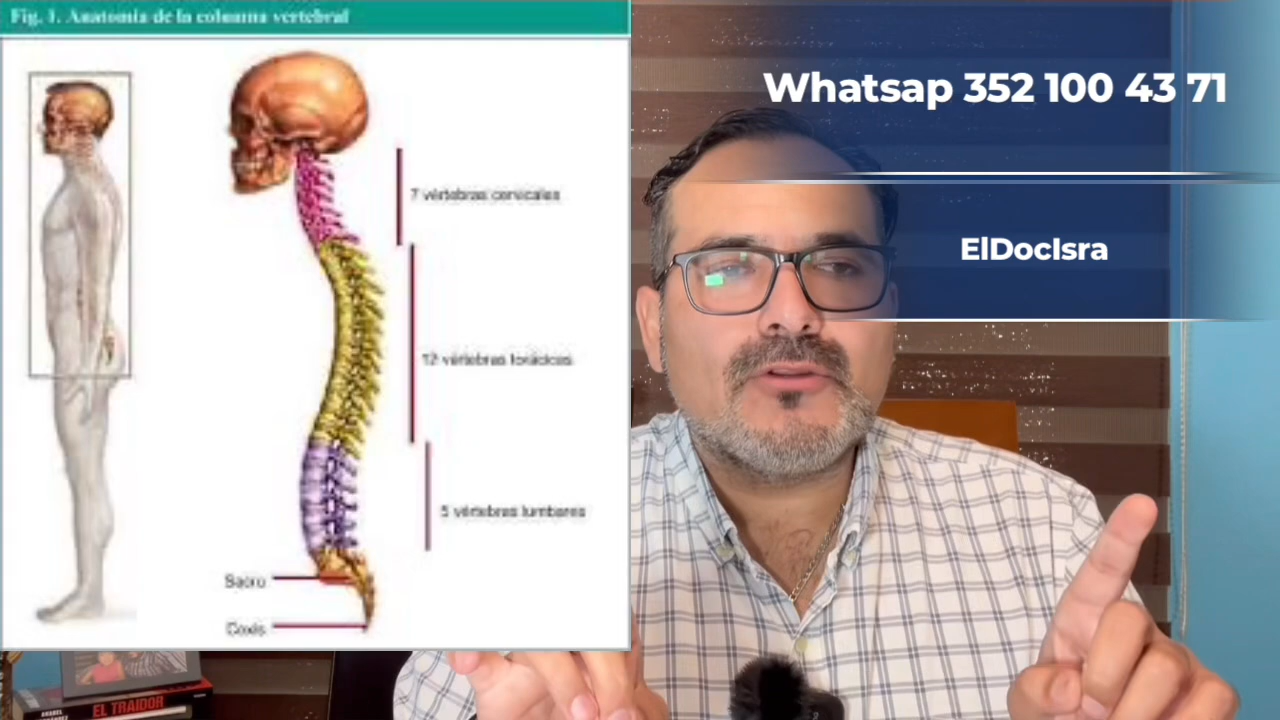 Fig. 1. Anatomía de la columna vertebral
7 vértebras cervicales
12 vértebras torácicas
5 vértebras lumbares
Sacro
Coxis
Whatsap 352 100 43 71
ElDocIsra
EL TRAIDOR